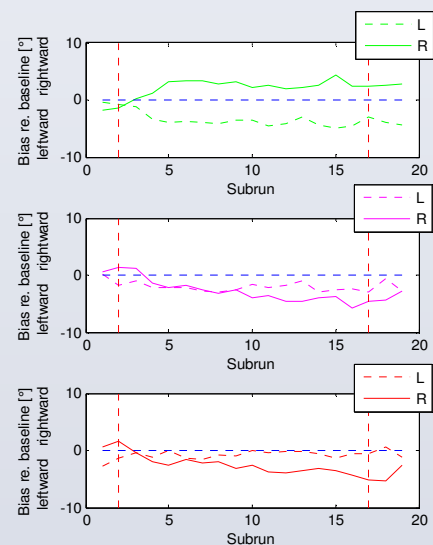 L
R
Bias re. baseline [°]
leftward rightward
10
0
-10
0 5 10 15 20
Subrun
L
R
Bias re. baseline [°]
leftward rightward
10
0
-10
0 5 10 15 20
Subrun
L
R
Bias re. baseline [°]
leftward rightward
10
0
-10
0 5 10 15 20
Subrun